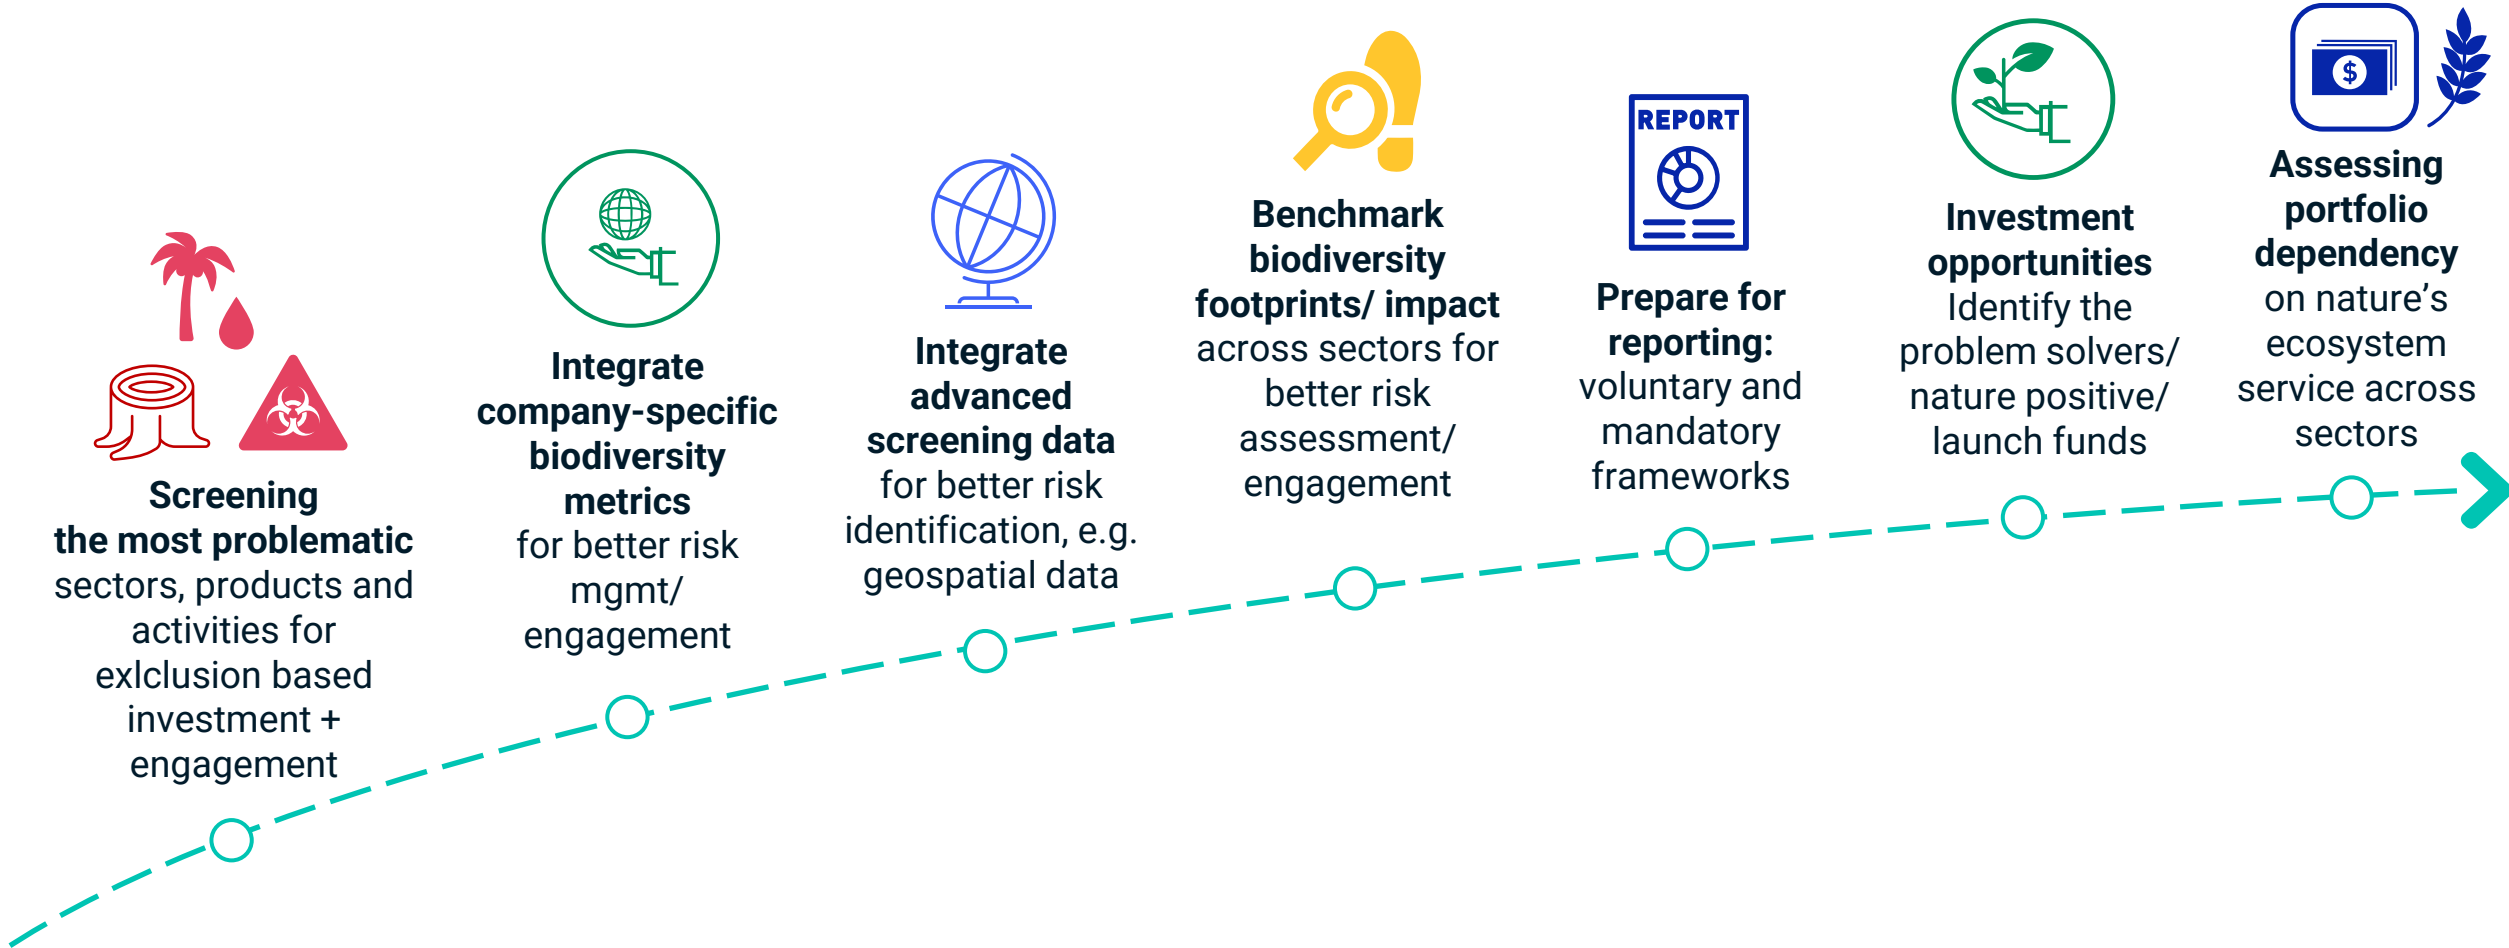 Screening
the most problematic
sectors, products and
activities for
exlclusion based
investment +
engagement
Integrate
company-specific
biodiversity
metrics
for better risk
mgmt/
engagement
Integrate
advanced
screening data
for better risk
identification, e.g.
geospatial data
Benchmark
biodiversity
footprints/ impact
across sectors for
better risk
assessment/
engagement
REPORT
Prepare for
reporting:
voluntary and
mandatory
frameworks
Investment
opportunities
Identify the
problem solvers/
nature positive/
launch funds
$
Assessing
portfolio
dependency
on nature’s
ecosystem
service across
sectors